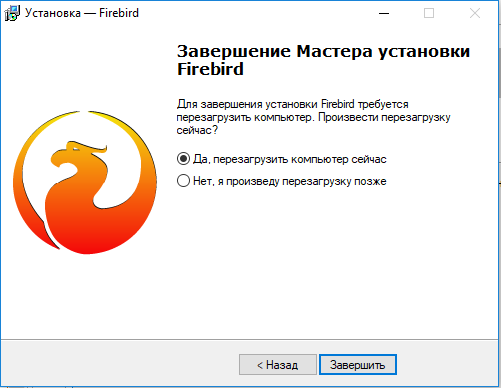 Установка — Firebird
Завершение Мастера установки
Firebird
Для завершения установки Firebird требуется
перезагрузить компьютер. Произвести перезагрузку
сейчас?
Да, перезагрузить компьютер сейчас
Нет, я произведу перезагрузку позже
< Назад
Завершить